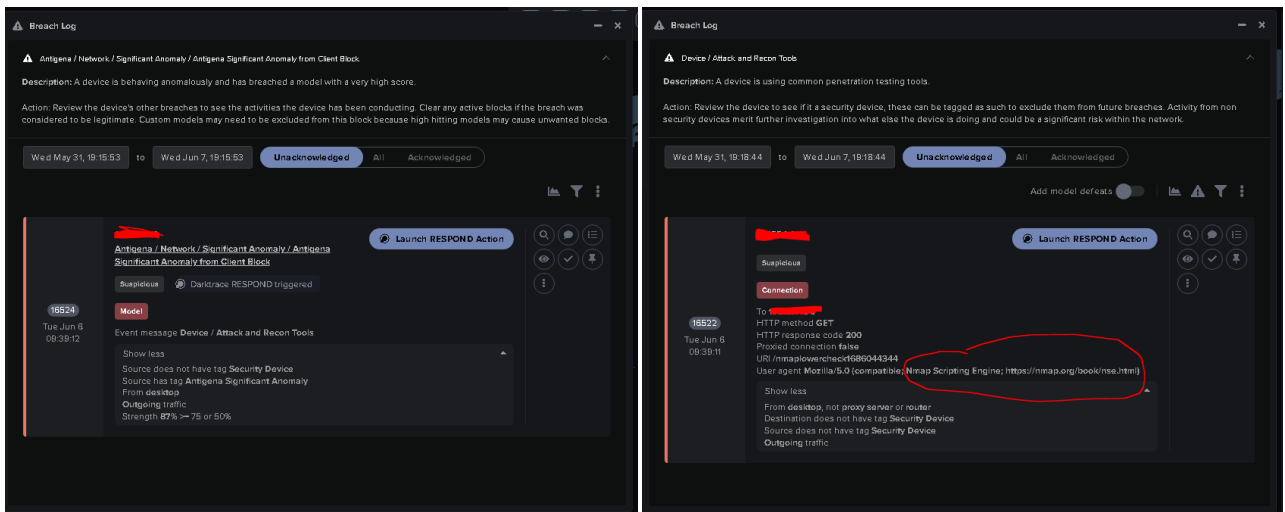 Breach Log
Antigena / Network / Significant Anomaly / Antigena Significant Anomaly from Client Block
Description: A device is behaving anomalously and has breached a model with a very high score.
Action: Review the device's other breaches to see the activities the device has been conducting. Clear any active blocks if the breach was
considered to be legitimate. Custom models may need to be excluded from this block because high hitting models may cause unwanted blocks.
Wed May 31, 19:15:53 to Wed Jun 7, 19:15:53 Unacknowledged All Acknowledged
Launch RESPOND Action
Antigena / Network / Significant Anomaly / Antigena
Significant Anomaly from Client Block
Suspicious Darktrace RESPOND triggered
Model
16524
Tue Jun 6
09:39:12
Event message Device / Attack and Recon Tools
Show less
Source does not have tag Security Device
Source has tag Antigena Significant Anomaly
From desktop
Outgoing traffic
Strength 87% >= 75 or 50%
Breach Log
Device / Attack and Recon Tools
Description: A device is using common penetration testing tools.
Action: Review the device to see if it a security device, these can be tagged as such to exclude them from future breaches. Activity from non
security devices merit further investigation into what else the device is doing and could be a significant risk within the network.
Wed May 31, 19:18:44 to Wed Jun 7, 19:18:44 Unacknowledged All Acknowledged
Add model defeats
Launch RESPOND Action
Suspicious
Connection
16522
Tue Jun 6
09:39:11
To
HTTP method GET
HTTP response code 200
Proxied connection false
URI /nmaplowercheck1686044344
User agent Mozilla/5.0 (compatible; Nmap Scripting Engine; https://nmap.org/book/nse.html)
Show less
From desktop, not proxy server or router
Destination does not have tag Security Device
Source does not have tag Security Device
Outgoing traffic